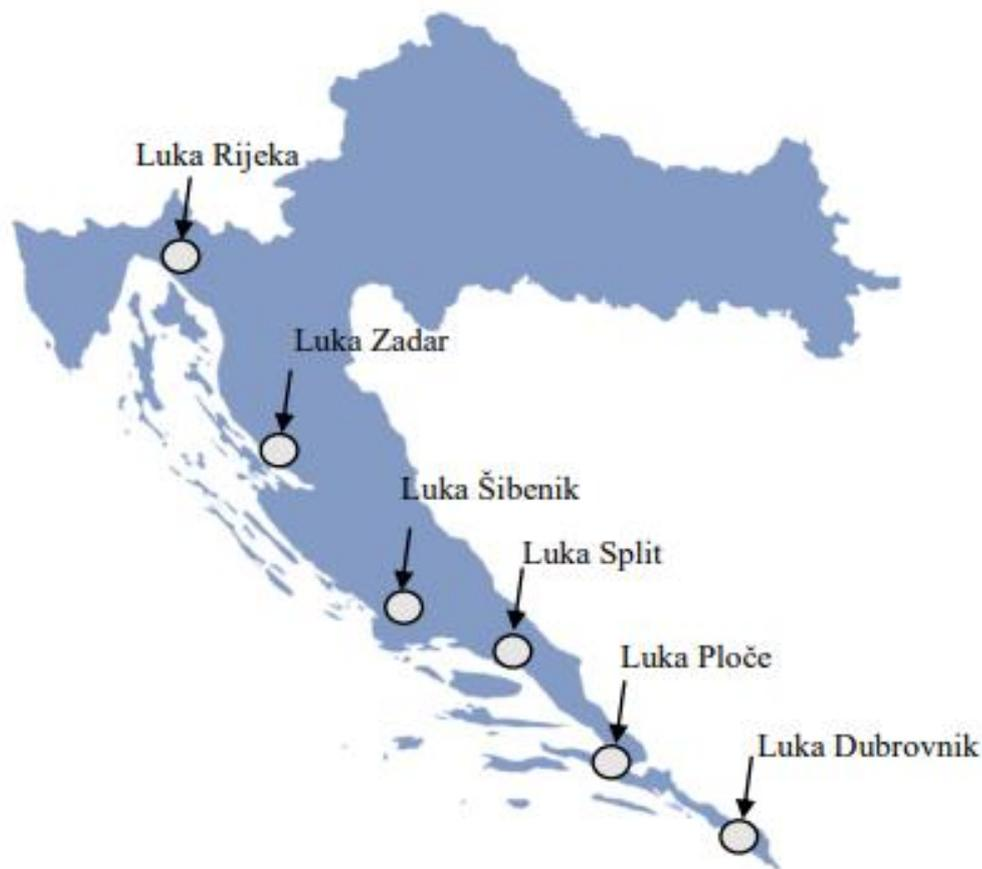 Luka Rijeka
Luka Zadar
Luka Šibenik
Luka Split
Luka Ploče
Luka Dubrovnik